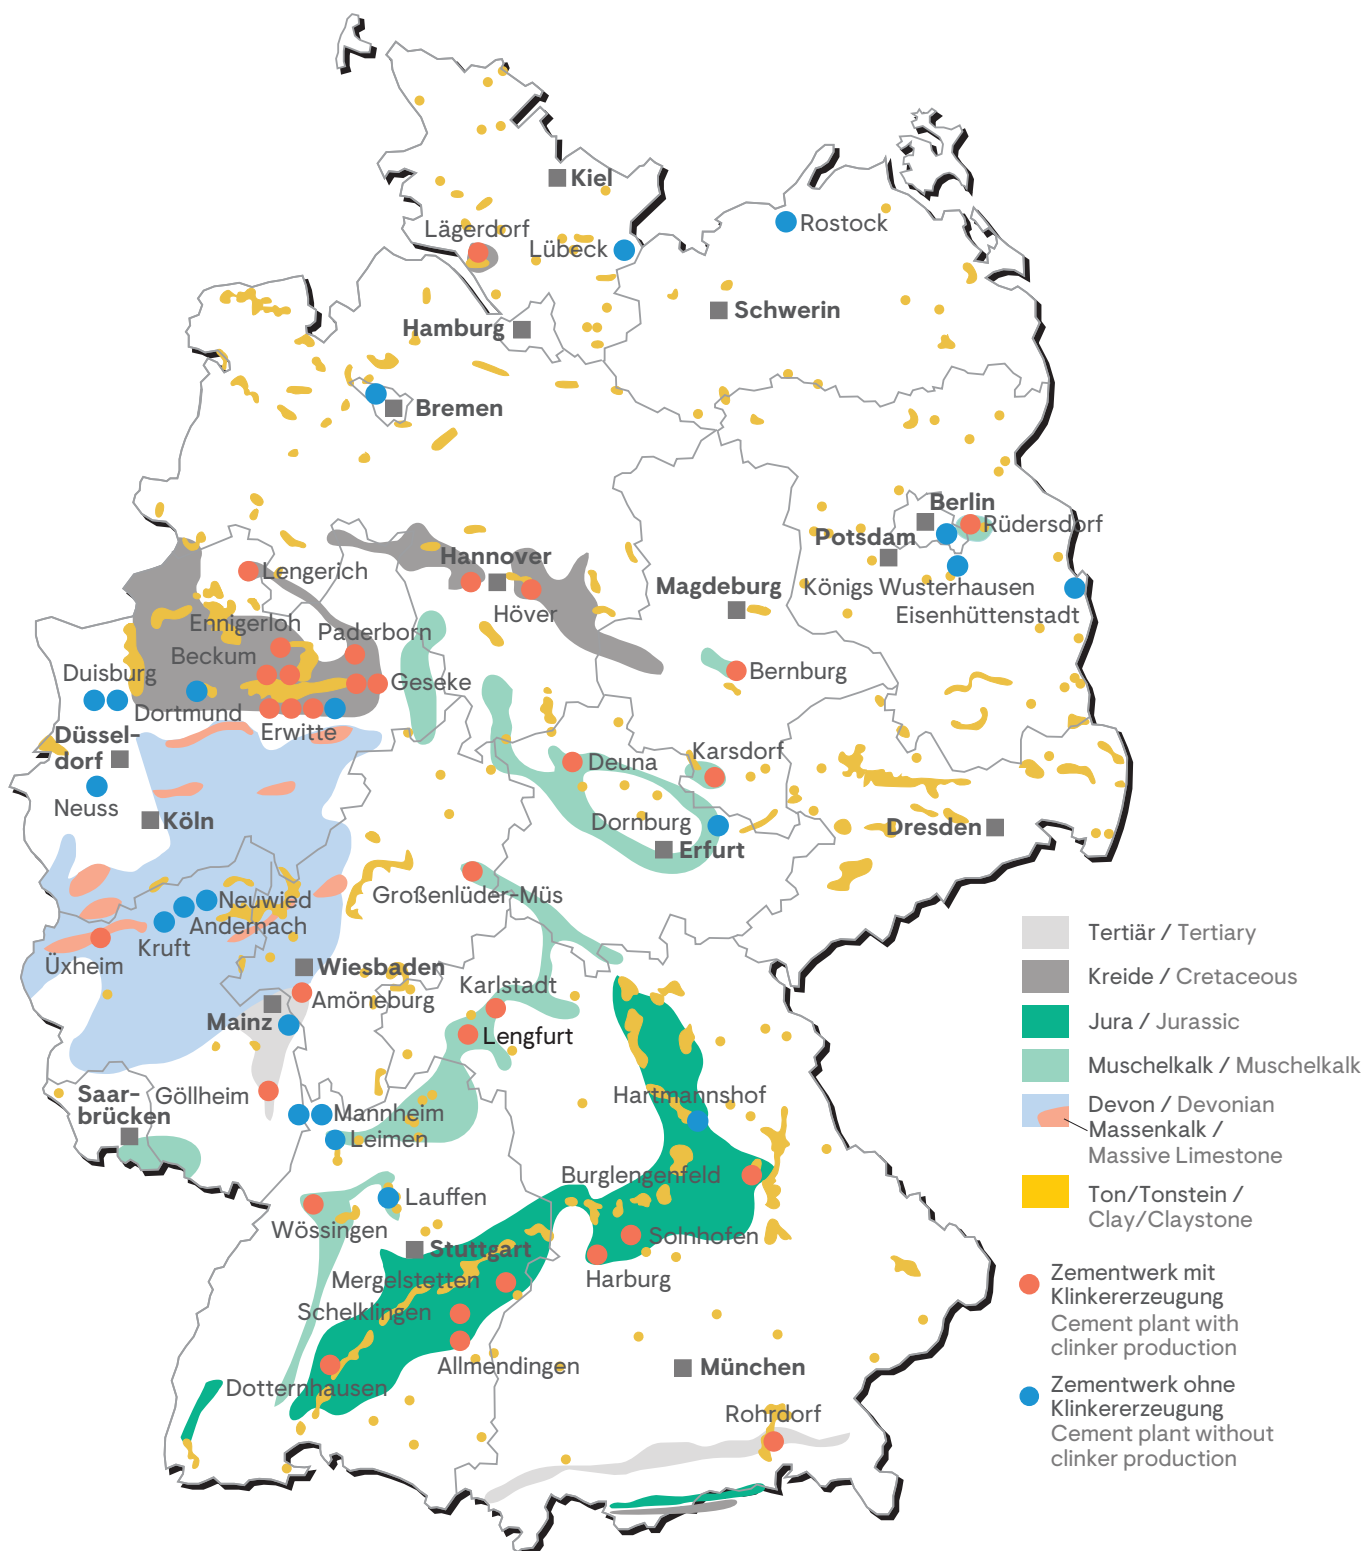 Kiel
Rostock
Lägerdorf
Lübeck
Schwerin
Hamburg
Bremen
Berlin
Rüdersdorf
Potsdam
Hannover
Lengerich
Magdeburg
Königs Wusterhausen
Höver
Eisenhüttenstadt
Ennigerloh
Paderborn
Beckum
Duisburg
Geseke
Bernburg
Dortmund
Erwitte
Düssel-
dorf
Karsdorf
Deuna
Neuss
Köln
Dornburg
Dresden
Erfurt
Großenlüder-Müs
Neuwied
Andernach
Kruft
Üxheim
Wiesbaden
Karlstadt
Amöneburg
Mainz
Lengfurt
Saar-
brücken
Göllheim
Hartmannshof
Mannheim
Leimen
Burglengenfeld
Lauffen
Wössingen
Solnhofen
Stuttgart
Harburg
Mergelstetten
Schelklingen
Allmendingen
München
Dotternhausen
Rohrdorf
Tertiär / Tertiary
Kreide / Cretaceous
Jura / Jurassic
Muschelkalk / Muschelkalk
Devon / Devonian
Massenkalk /
Massive Limestone
Ton/Tonstein /
Clay/Claystone
Zementwerk mit
Klinkererzeugung
Cement plant with
clinker production
Zementwerk ohne
Klinkererzeugung
Cement plant without
clinker production